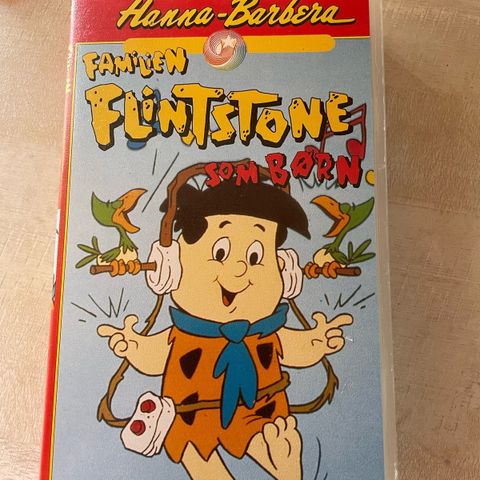 Hanna-Barbera
FAMiLiEN
FLiNTSTONE
SOM BØRN